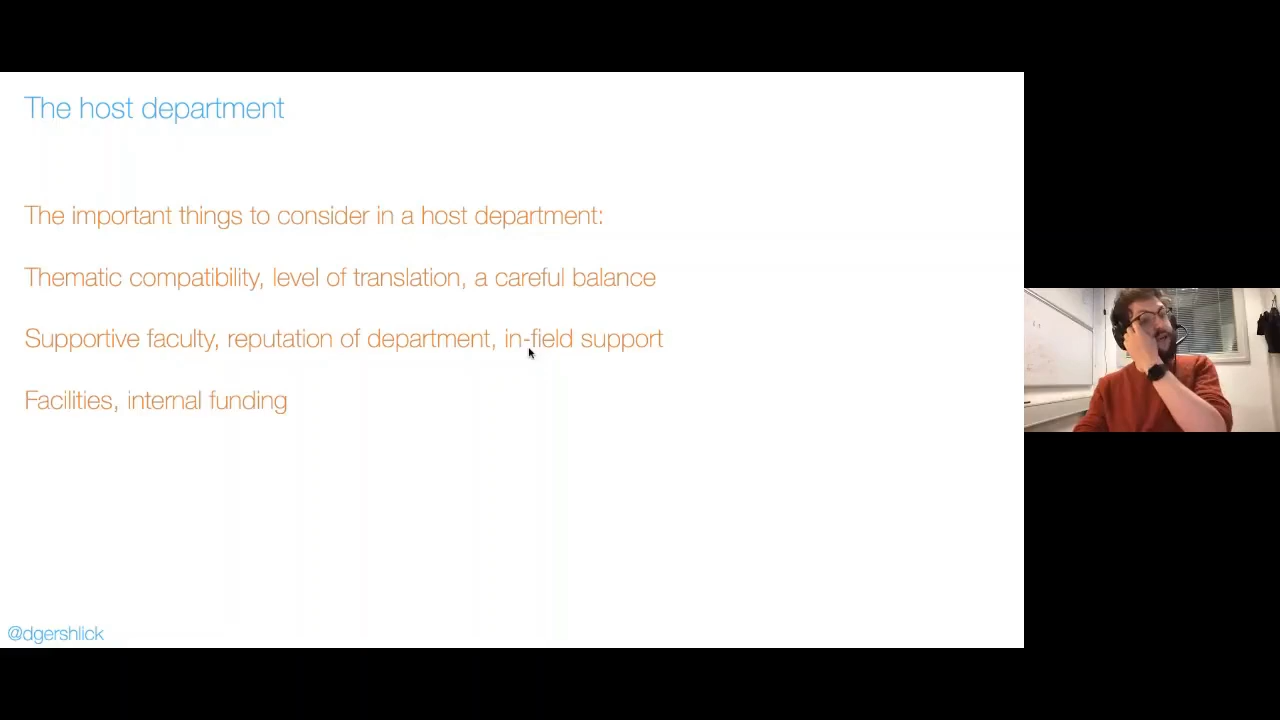 The host department
The important things to consider in a host department:
Thematic compatibility, level of translation, a careful balance
Supportive faculty, reputation of department, in-field support
Facilities, internal funding
@dgershlick